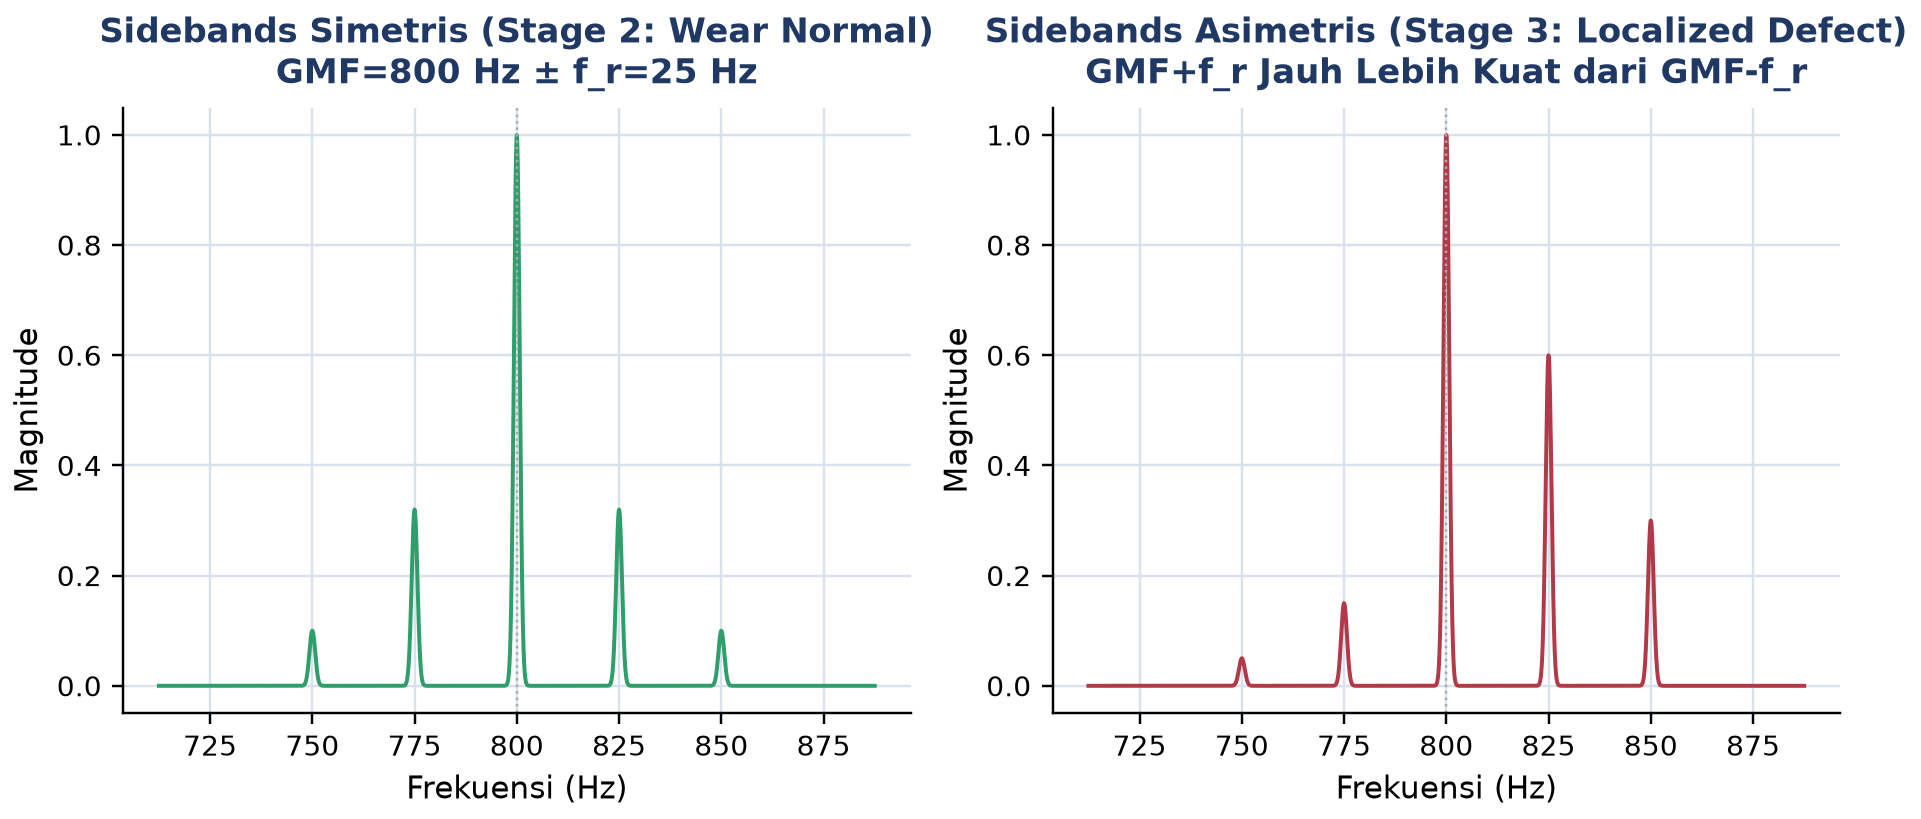 Sidebands Simetris (Stage 2: Wear Normal)
GMF=800 Hz ± f_r=25 Hz
Magnitude
1.0
0.8
0.6
0.4
0.2
0.0
725 750 775 800 825 850 875
Frekuensi (Hz)
Sidebands Asimetris (Stage 3: Localized Defect)
GMF+f_r Jauh Lebih Kuat dari GMF-f_r
Magnitude
1.0
0.8
0.6
0.4
0.2
0.0
725 750 775 800 825 850 875
Frekuensi (Hz)